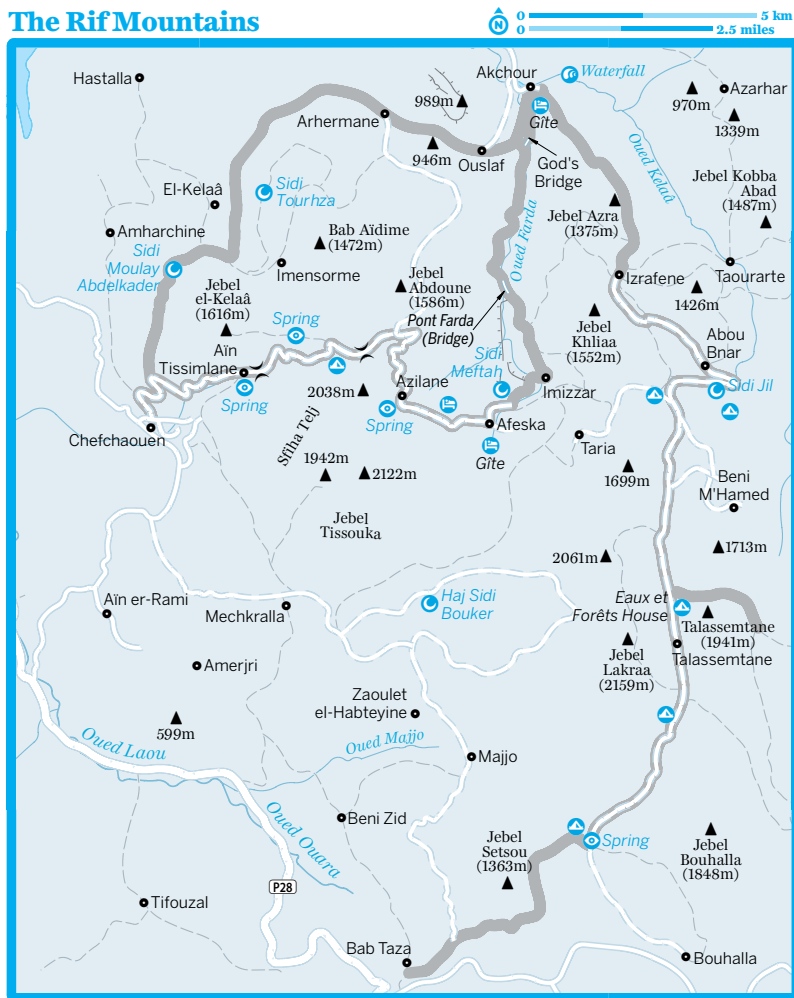 The Rif Mountains
N
0
5 km
0
2.5 miles
Hastalla
Akchour
Waterfall
Azarhar
989m
970m
Arhermane
Gîte
1339m
946m
Ouslaf
God's
Bridge
Oued Kelaâ
Jebel Kobba
Abad
(1487m)
El-Kelaâ
Sidi
Tourhza
Jebel Azra
(1375m)
Oued Farda
Amharchine
Bab Aïdime
(1472m)
Sidi
Moulay
Abdelkader
Imensorme
Jebel
Abdoune
(1586m)
Izrafene
Taourarte
Jebel
el-Kelaâ
(1616m)
1426m
Pont Farda
(Bridge)
Jebel
Khliaa
(1552m)
Spring
Abou
Bnar
Aïn
Tissimlane
Sidi
Meftah
Azilane
2038m
Imizzar
Sidi Jil
Spring
Spring
Afeska
Chefchaouen
Sfiha Telj
Taria
Gîte
1942m
2122m
1699m
Beni
M'Hamed
Jebel
Tissouka
2061m
1713m
Aïn er-Rami
Mechkralla
Haj Sidi
Bouker
Eaux et
Forêts House
Talassemtane
(1941m)
Jebel
Lakraa
(2159m)
Talassemtane
Amerjri
Zaoulet
el-Habteyine
599m
Oued Laou
Oued Majjo
Majjo
Oued Ouara
Beni Zid
Jebel
Setsou
(1363m)
Spring
Jebel
Bouhalla
(1848m)
P28
Tifouzal
Bab Taza
Bouhalla